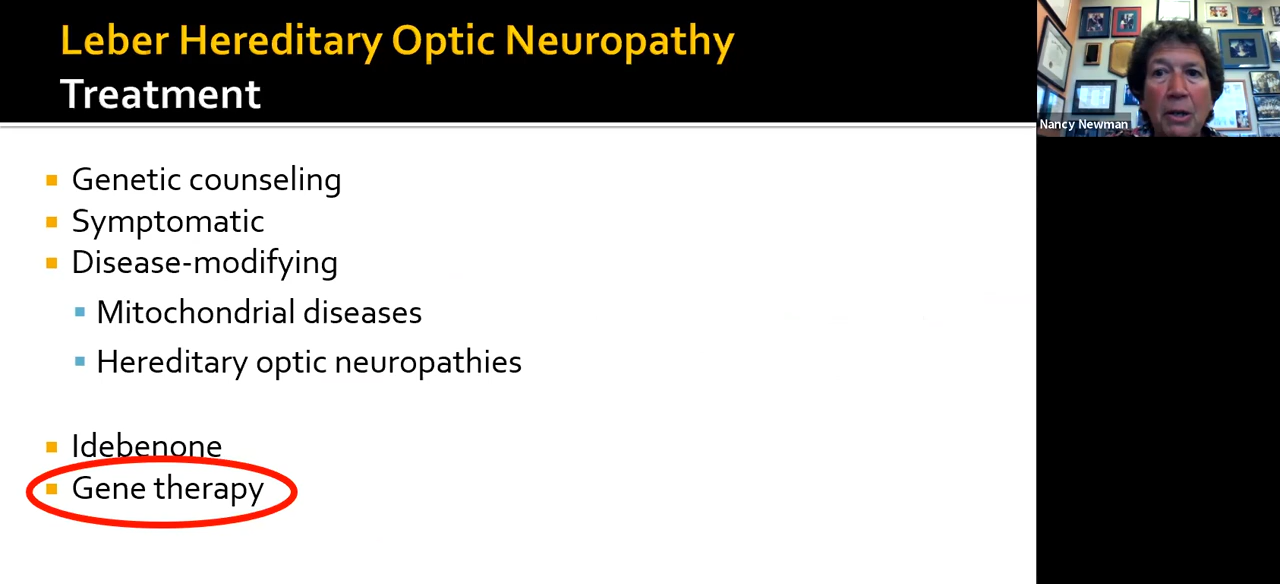 Leber Hereditary Optic Neuropathy
Treatment
Nancy Newman
Genetic counseling
Symptomatic
Disease-modifying
Mitochondrial diseases
Hereditary optic neuropathies
Idebenone
Gene therapy